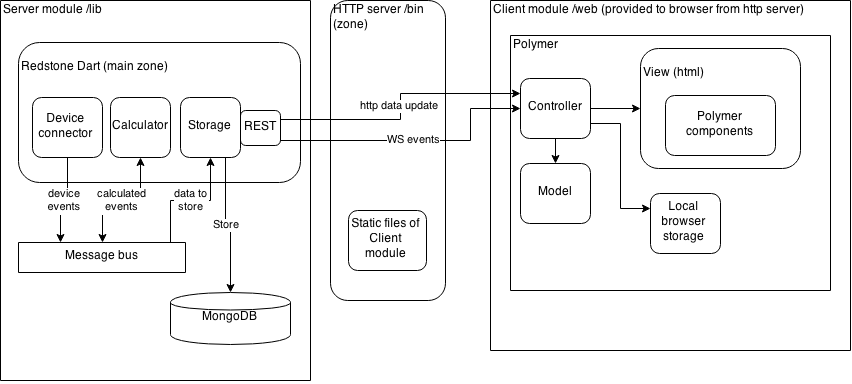 Server module /lib
Redstone Dart (main zone)
Device
connector
Calculator
Storage
REST
device
events
calculated
events
data to
store
Store
Message bus
MongoDB
HTTP server /bin
(zone)
http data update
WS events
Static files of
Client
module
Client module /web (provided to browser from http server)
Polymer
Controller
Model
View (html)
Polymer
components
Local
browser
storage